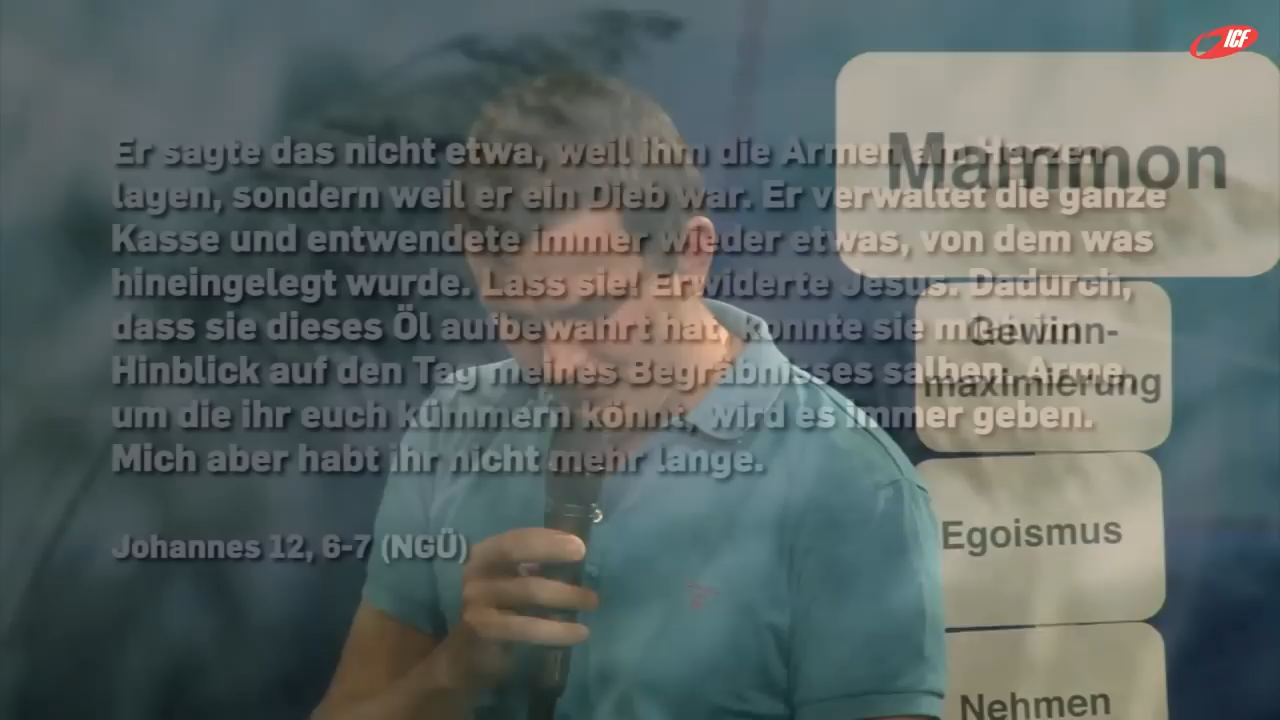 ICF
Er sagte das nicht etwa, weil ihm die Armen am Herzen
lagen, sondern weil er ein Dieb war. Er verwaltet die ganze
Kasse und entwendete immer wieder etwas, von dem was
hineingelegt wurde. Lass sie! Erwiderte Jesus. Dadurch,
dass sie dieses Öl aufbewahrt hat, konnte sie mich im
Hinblick auf den Tag meines Begräbnisses salben. Arme,
um die ihr euch kümmern könnt, wird es immer geben.
Mich aber habt ihr nicht mehr lange.
Johannes 12, 6-7 (NGÜ)
Mammon
Gewinn-
maximierung
Egoismus
Nehmen